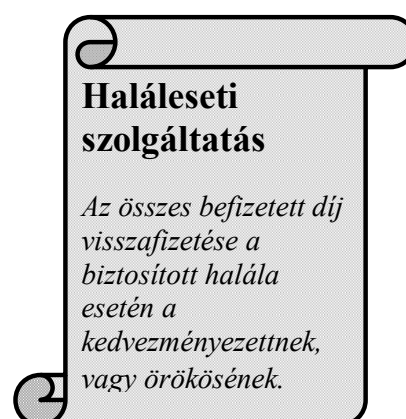 Haláleseti
szolgáltatás
Az összes befizetett díj
visszafizetése a
biztosított halála
esetén a
kedvezményezettnek,
vagy örökösének.